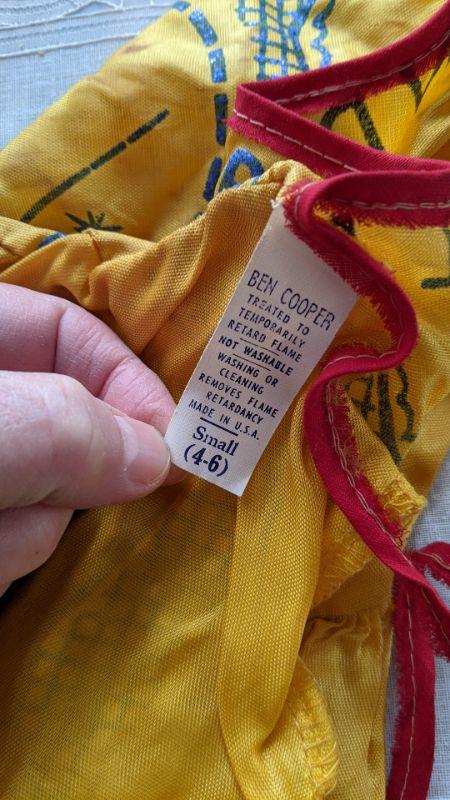 BEN COOPER
TREATED TO
TEMPORARILY
RETARD FLAME
NOT WASHABLE
WASHING OR
CLEANING
REMOVES FLAME
RETARDANCY
MADE IN U.S.A.
Small
(4-6)